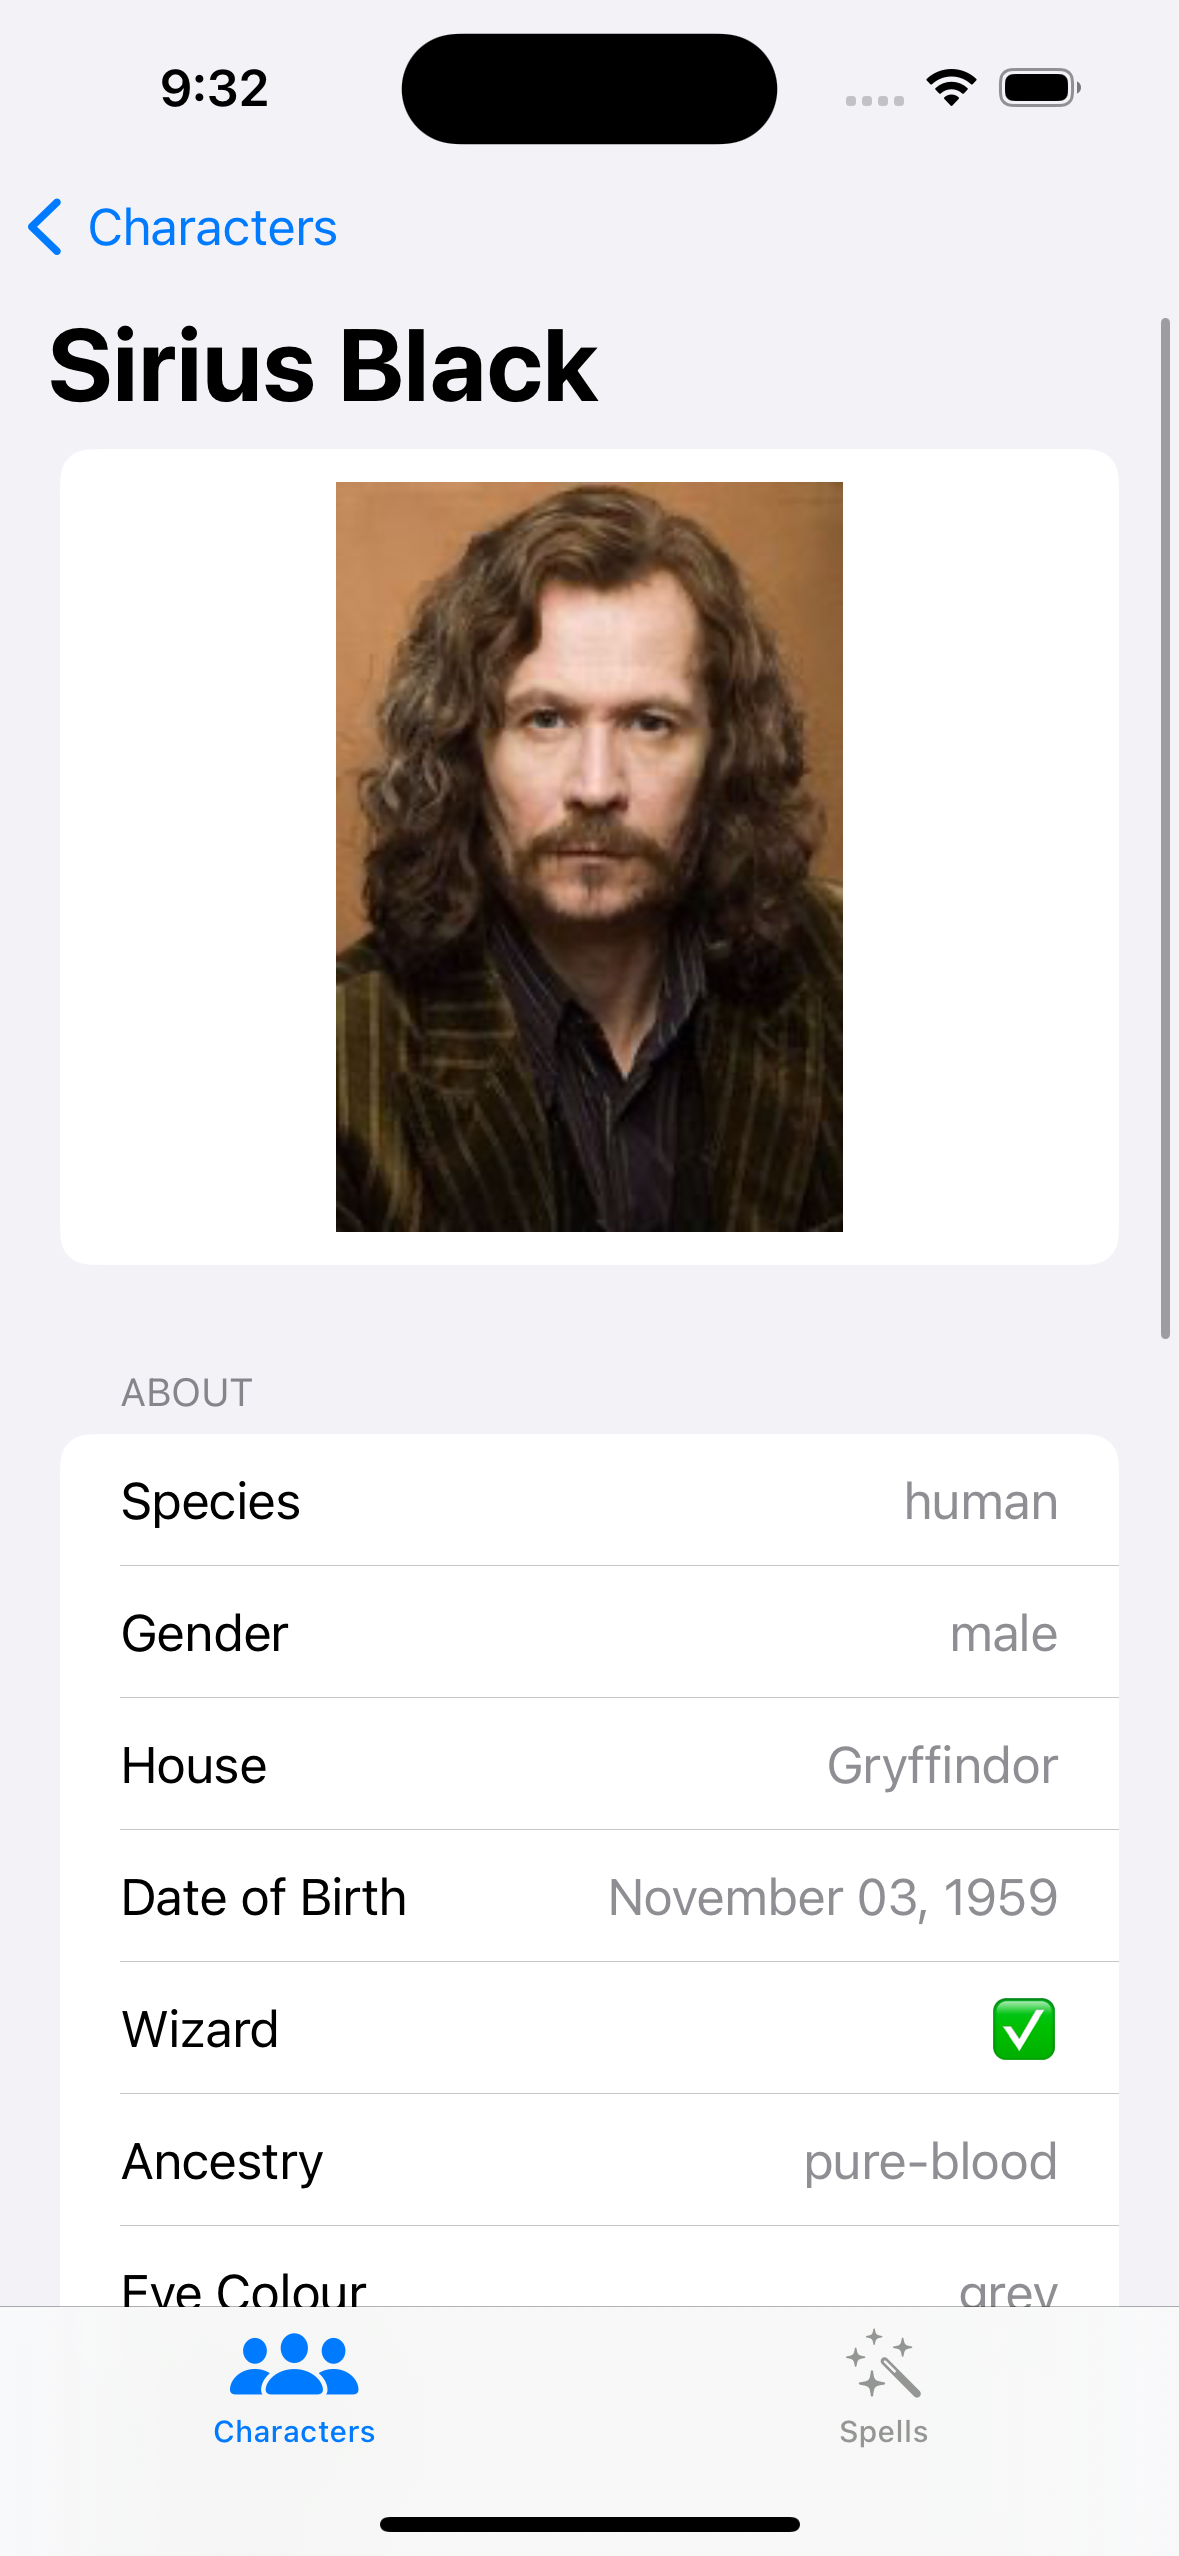 9:32
Characters
Sirius Black
ABOUT
Species human
Gender male
House Gryffindor
Date of Birth November 03, 1959
Wizard ✅
Ancestry pure-blood
Eye Colour grey
Characters Spells